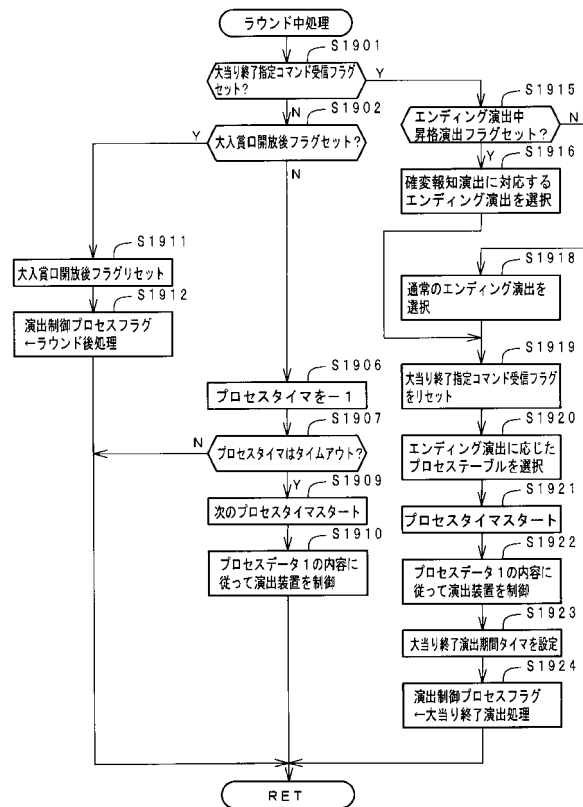 ラウンド中処理
S1901
大当り終了指定コマンド受信フラグ
セット?
Y
N
S1902
大入賞口開放後フラグセット?
Y
N
S1911
大入賞口開放後フラグリセット
S1912
演出制御プロセスフラグ
←ラウンド後処理
S1906
プロセスタイマを－1
S1907
プロセスタイマはタイムアウト?
N
Y
S1909
次のプロセスタイマスタート
S1910
プロセスデータ1の内容に
従って演出装置を制御
S1915
エンディング演出中
昇格演出フラグセット?
N
Y
S1916
確変報知演出に対応する
エンディング演出を選択
S1918
通常のエンディング演出を
選択
S1919
大当り終了指定コマンド受信フラグ
をリセット
S1920
エンディング演出に応じた
プロセステーブルを選択
S1921
プロセスタイマスタート
S1922
プロセスデータ1の内容に
従って演出装置を制御
S1923
大当り終了演出期間タイマを設定
S1924
演出制御プロセスフラグ
←大当り終了演出処理
RET